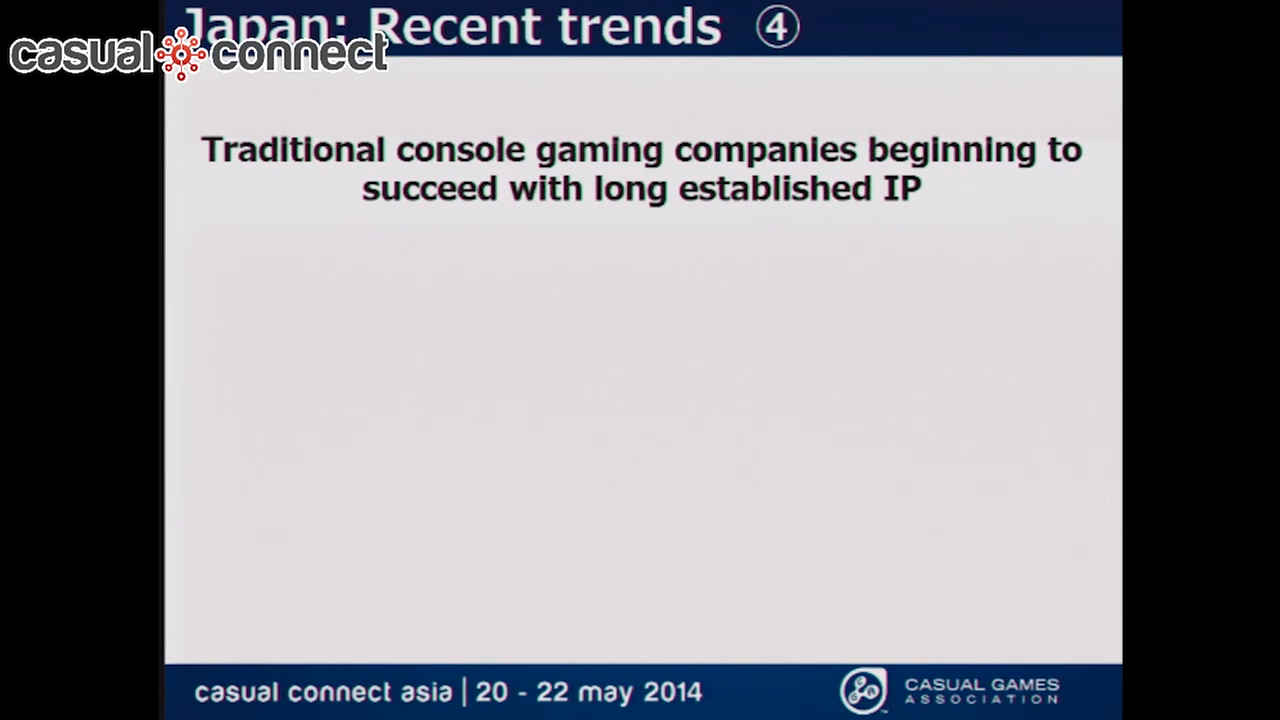 Japan: Recent trends ④
casual connect
Traditional console gaming companies beginning to
succeed with long established IP
casual connect asia | 20 - 22 may 2014
CASUAL GAMES
ASSOCIATION